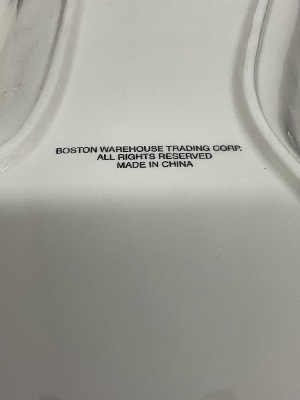 BOSTON WAREHOUSE TRADING CORP.
ALL RIGHTS RESERVED
MADE IN CHINA